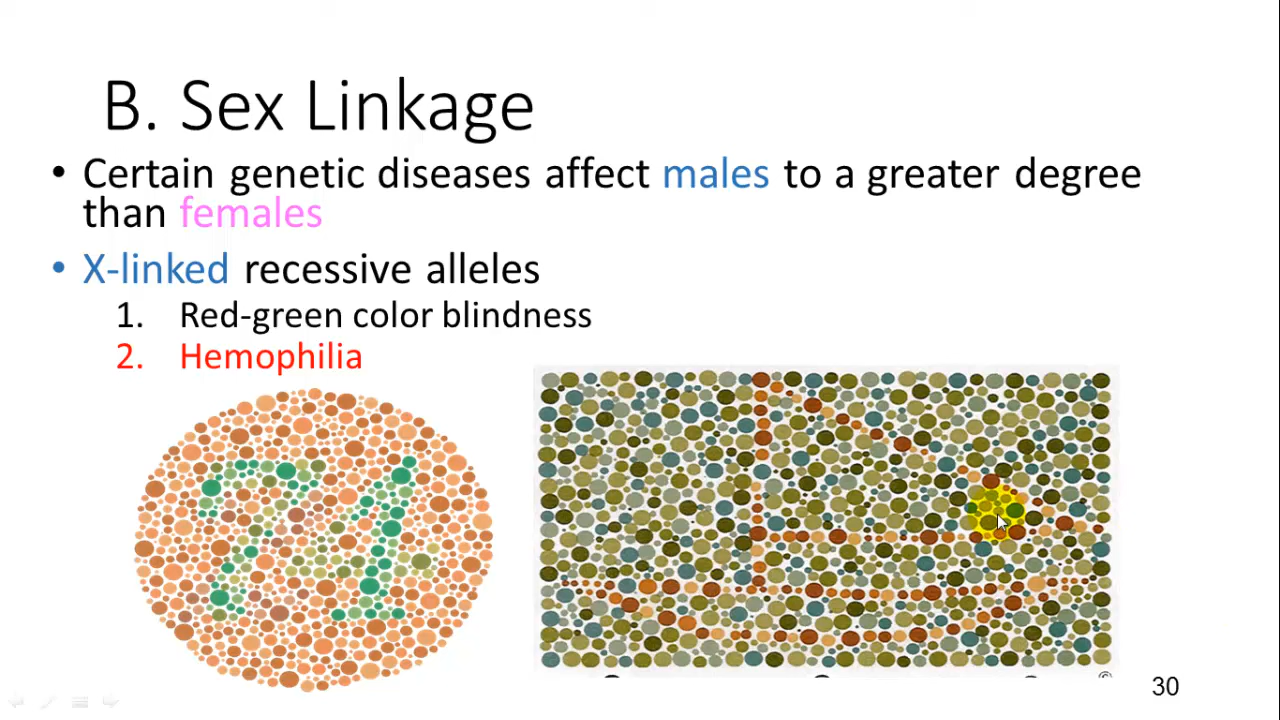 B. Sex Linkage
• Certain genetic diseases affect males to a greater degree
than females
• X-linked recessive alleles
1. Red-green color blindness
2. Hemophilia
74
©
30